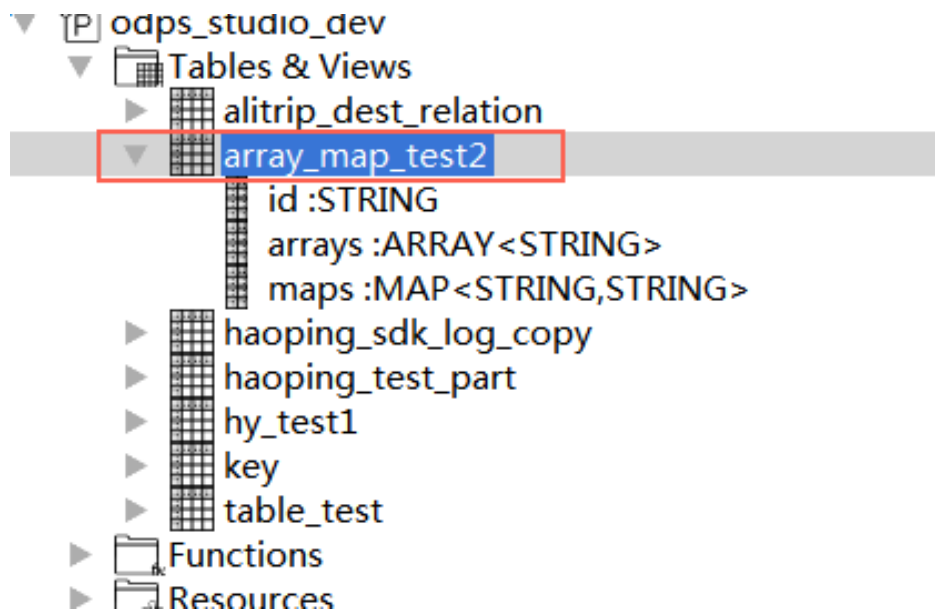 odps_studio_dev
Tables & Views
alitrip_dest_relation
array_map_test2
id :STRING
arrays :ARRAY<STRING>
maps :MAP<STRING,STRING>
haoping_sdk_log_copy
haoping_test_part
hy_test1
key
table_test
Functions
Resources